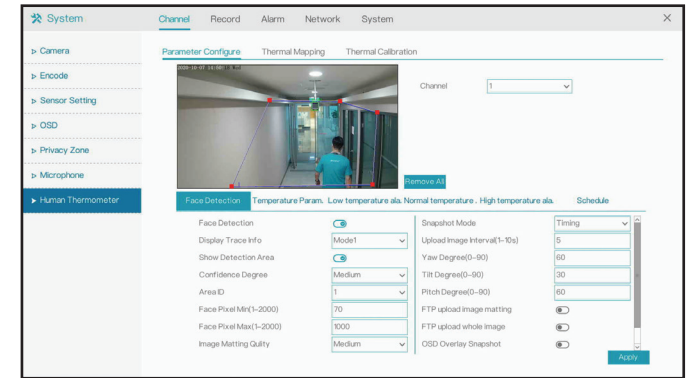 System
Channel Record Alarm Network System
Camera
Encode
Sensor Setting
OSD
Privacy Zone
Microphone
Human Thermometer
Parameter Configure Thermal Mapping Thermal Calibration
Channel 1
Remove All
Face Detection Temperature Param. Low temperature ala. Normal temperature . High temperature ala. Schedule
Face Detection
Display Trace Info Mode1
Show Detection Area
Confidence Degree Medium
Area ID 1
Face Pixel Min(1-2000) 70
Face Pixel Max(1-2000) 1000
Image Matting Qulity Medium
Snapshot Mode Timing
Upload Image Interval(1-10s) 5
Yaw Degree(0-90) 60
Tilt Degree(0-90) 30
Pitch Degree(0-90) 60
FTP upload image matting
FTP upload whole image
OSD Overlay Snapshot
Apply